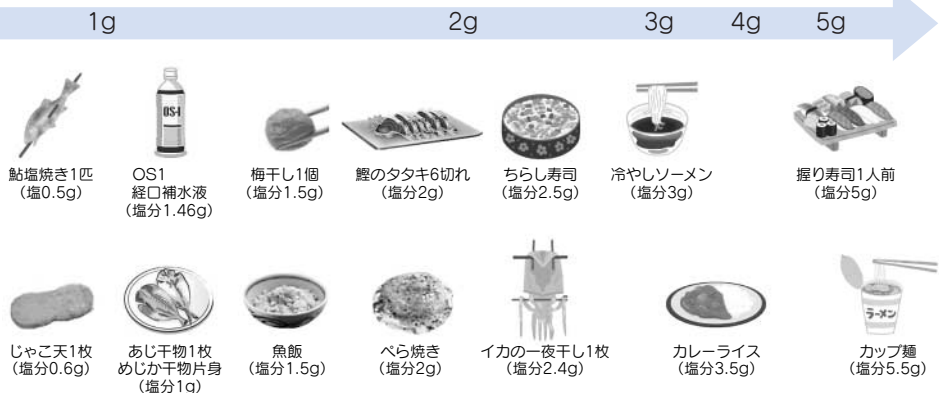 1g 2g 3g 4g 5g
OS-1
鮎塩焼き1匹
(塩0.5g)
OS1
経口補水液
(塩分1.46g)
梅干し1個
(塩分1.5g)
鰹のタタキ6切れ
(塩分2g)
ちらし寿司
(塩分2.5g)
冷やしソーメン
(塩分3g)
握り寿司1人前
(塩分5g)
じゃこ天1枚
(塩分0.6g)
あじ干物1枚
めじか干物片身
(塩分1g)
魚飯
(塩分1.5g)
ぺら焼き
(塩分2g)
イカの一夜干し1枚
(塩分2.4g)
カレーライス
(塩分3.5g)
ラーメン
カップ麺
(塩分5.5g)